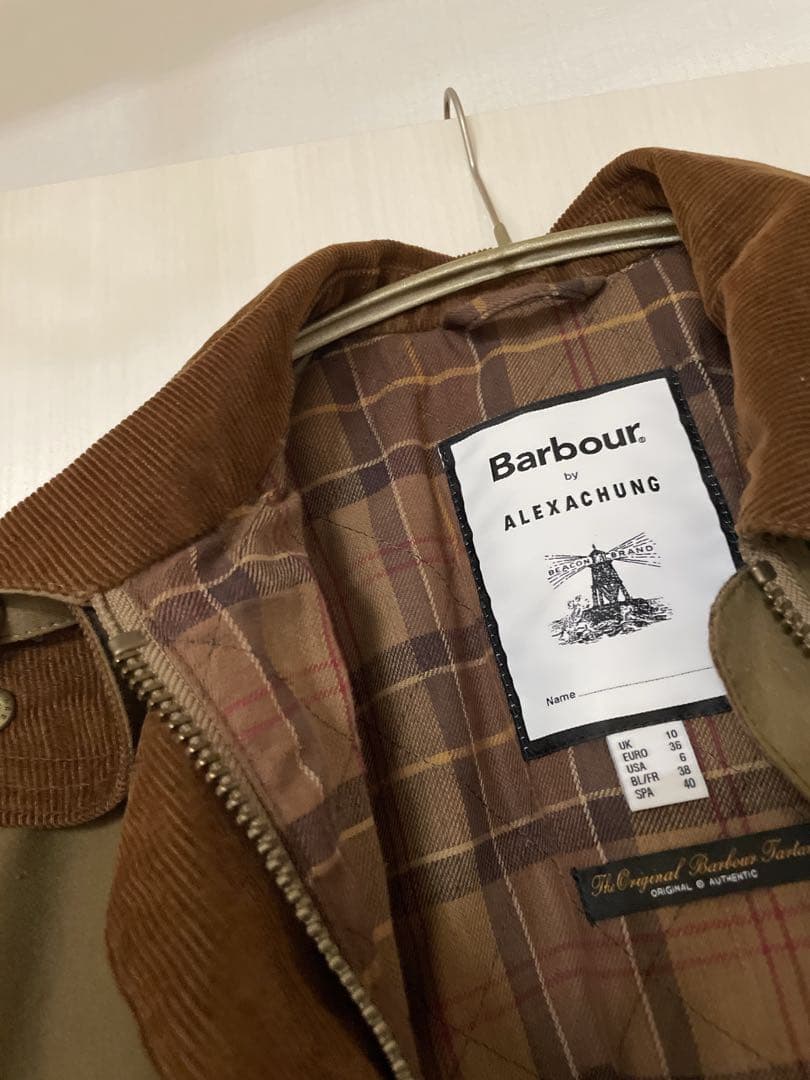 Barbour®
by
ALEXACHUNG
BEACON BRAND
Name
UK 10
EURO 36
USA 6
BL/FR 38
SPA 40
The Original Barbour Tartan
ORIGINAL © AUTHENTIC